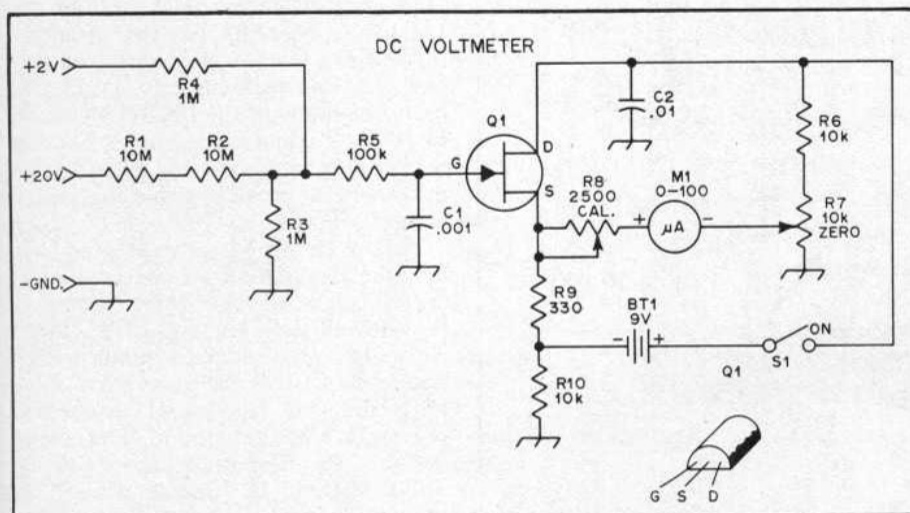 DC VOLTMETER
+2V
R4
1M
C2
.01
Q1
R6
10k
R1
10M
R2
10M
R5
100k
G
D
+20V
S
R8
2500
CAL.
M1
0-100
+
μA
-
R7
10k
ZERO
R3
1M
C1
.001
-GND.
R9
330
BT1
9V
-
+
ON
S1
Q1
R10
10k
G S D